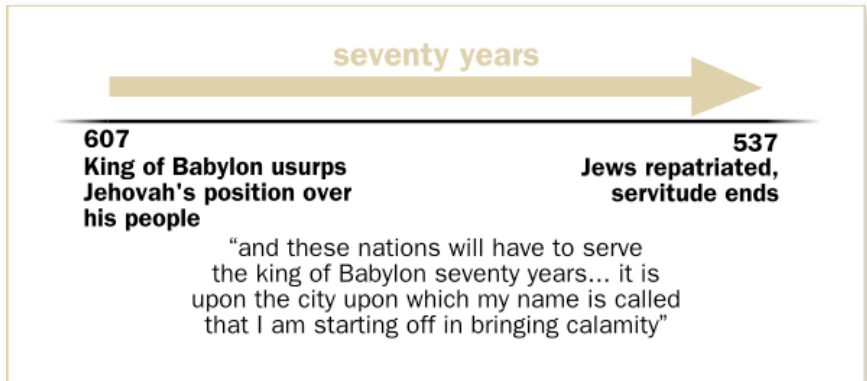 seventy years
607
King of Babylon usurps
Jehovah's position over
his people
537
Jews repatriated,
servitude ends
“and these nations will have to serve
the king of Babylon seventy years... it is
upon the city upon which my name is called
that I am starting off in bringing calamity”